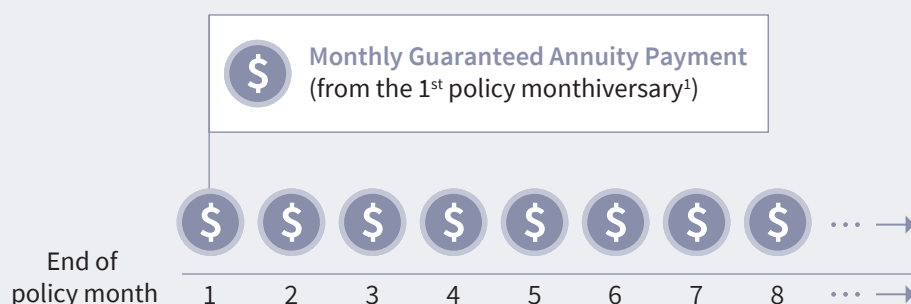 $ Monthly Guaranteed Annuity Payment
(from the 1st policy monthiversary¹)
$ $ $ $ $ $ $ $ ...
End of
policy month 1 2 3 4 5 6 7 8 ...